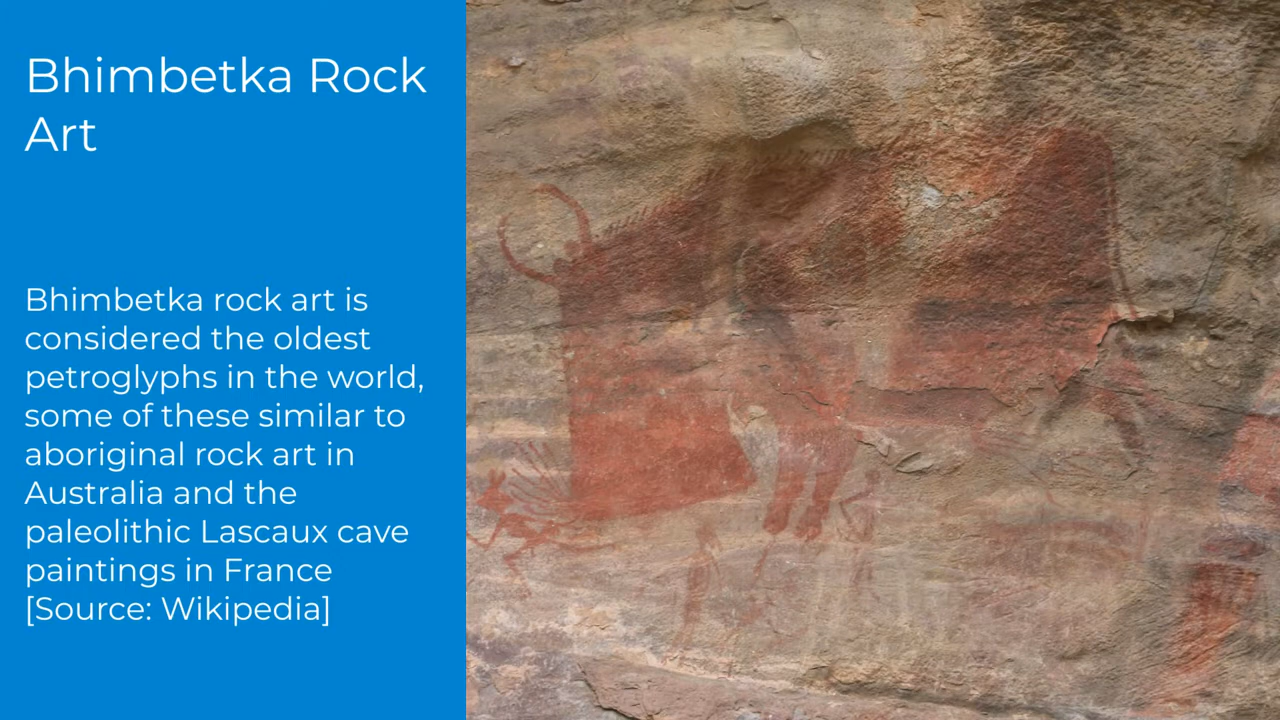 Bhimbetka Rock
Art
Bhimbetka rock art is
considered the oldest
petroglyphs in the world,
some of these similar to
aboriginal rock art in
Australia and the
paleolithic Lascaux cave
paintings in France
[Source: Wikipedia]